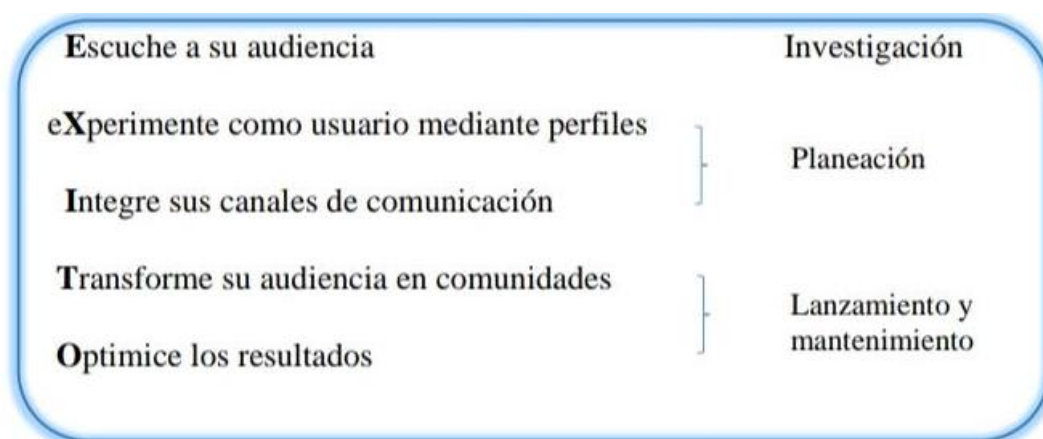 Escuche a su audiencia
Investigación
eXperimente como usuario mediante perfiles
Planeación
Integre sus canales de comunicación
Transforme su audiencia en comunidades
Lanzamiento y
mantenimiento
Optimice los resultados